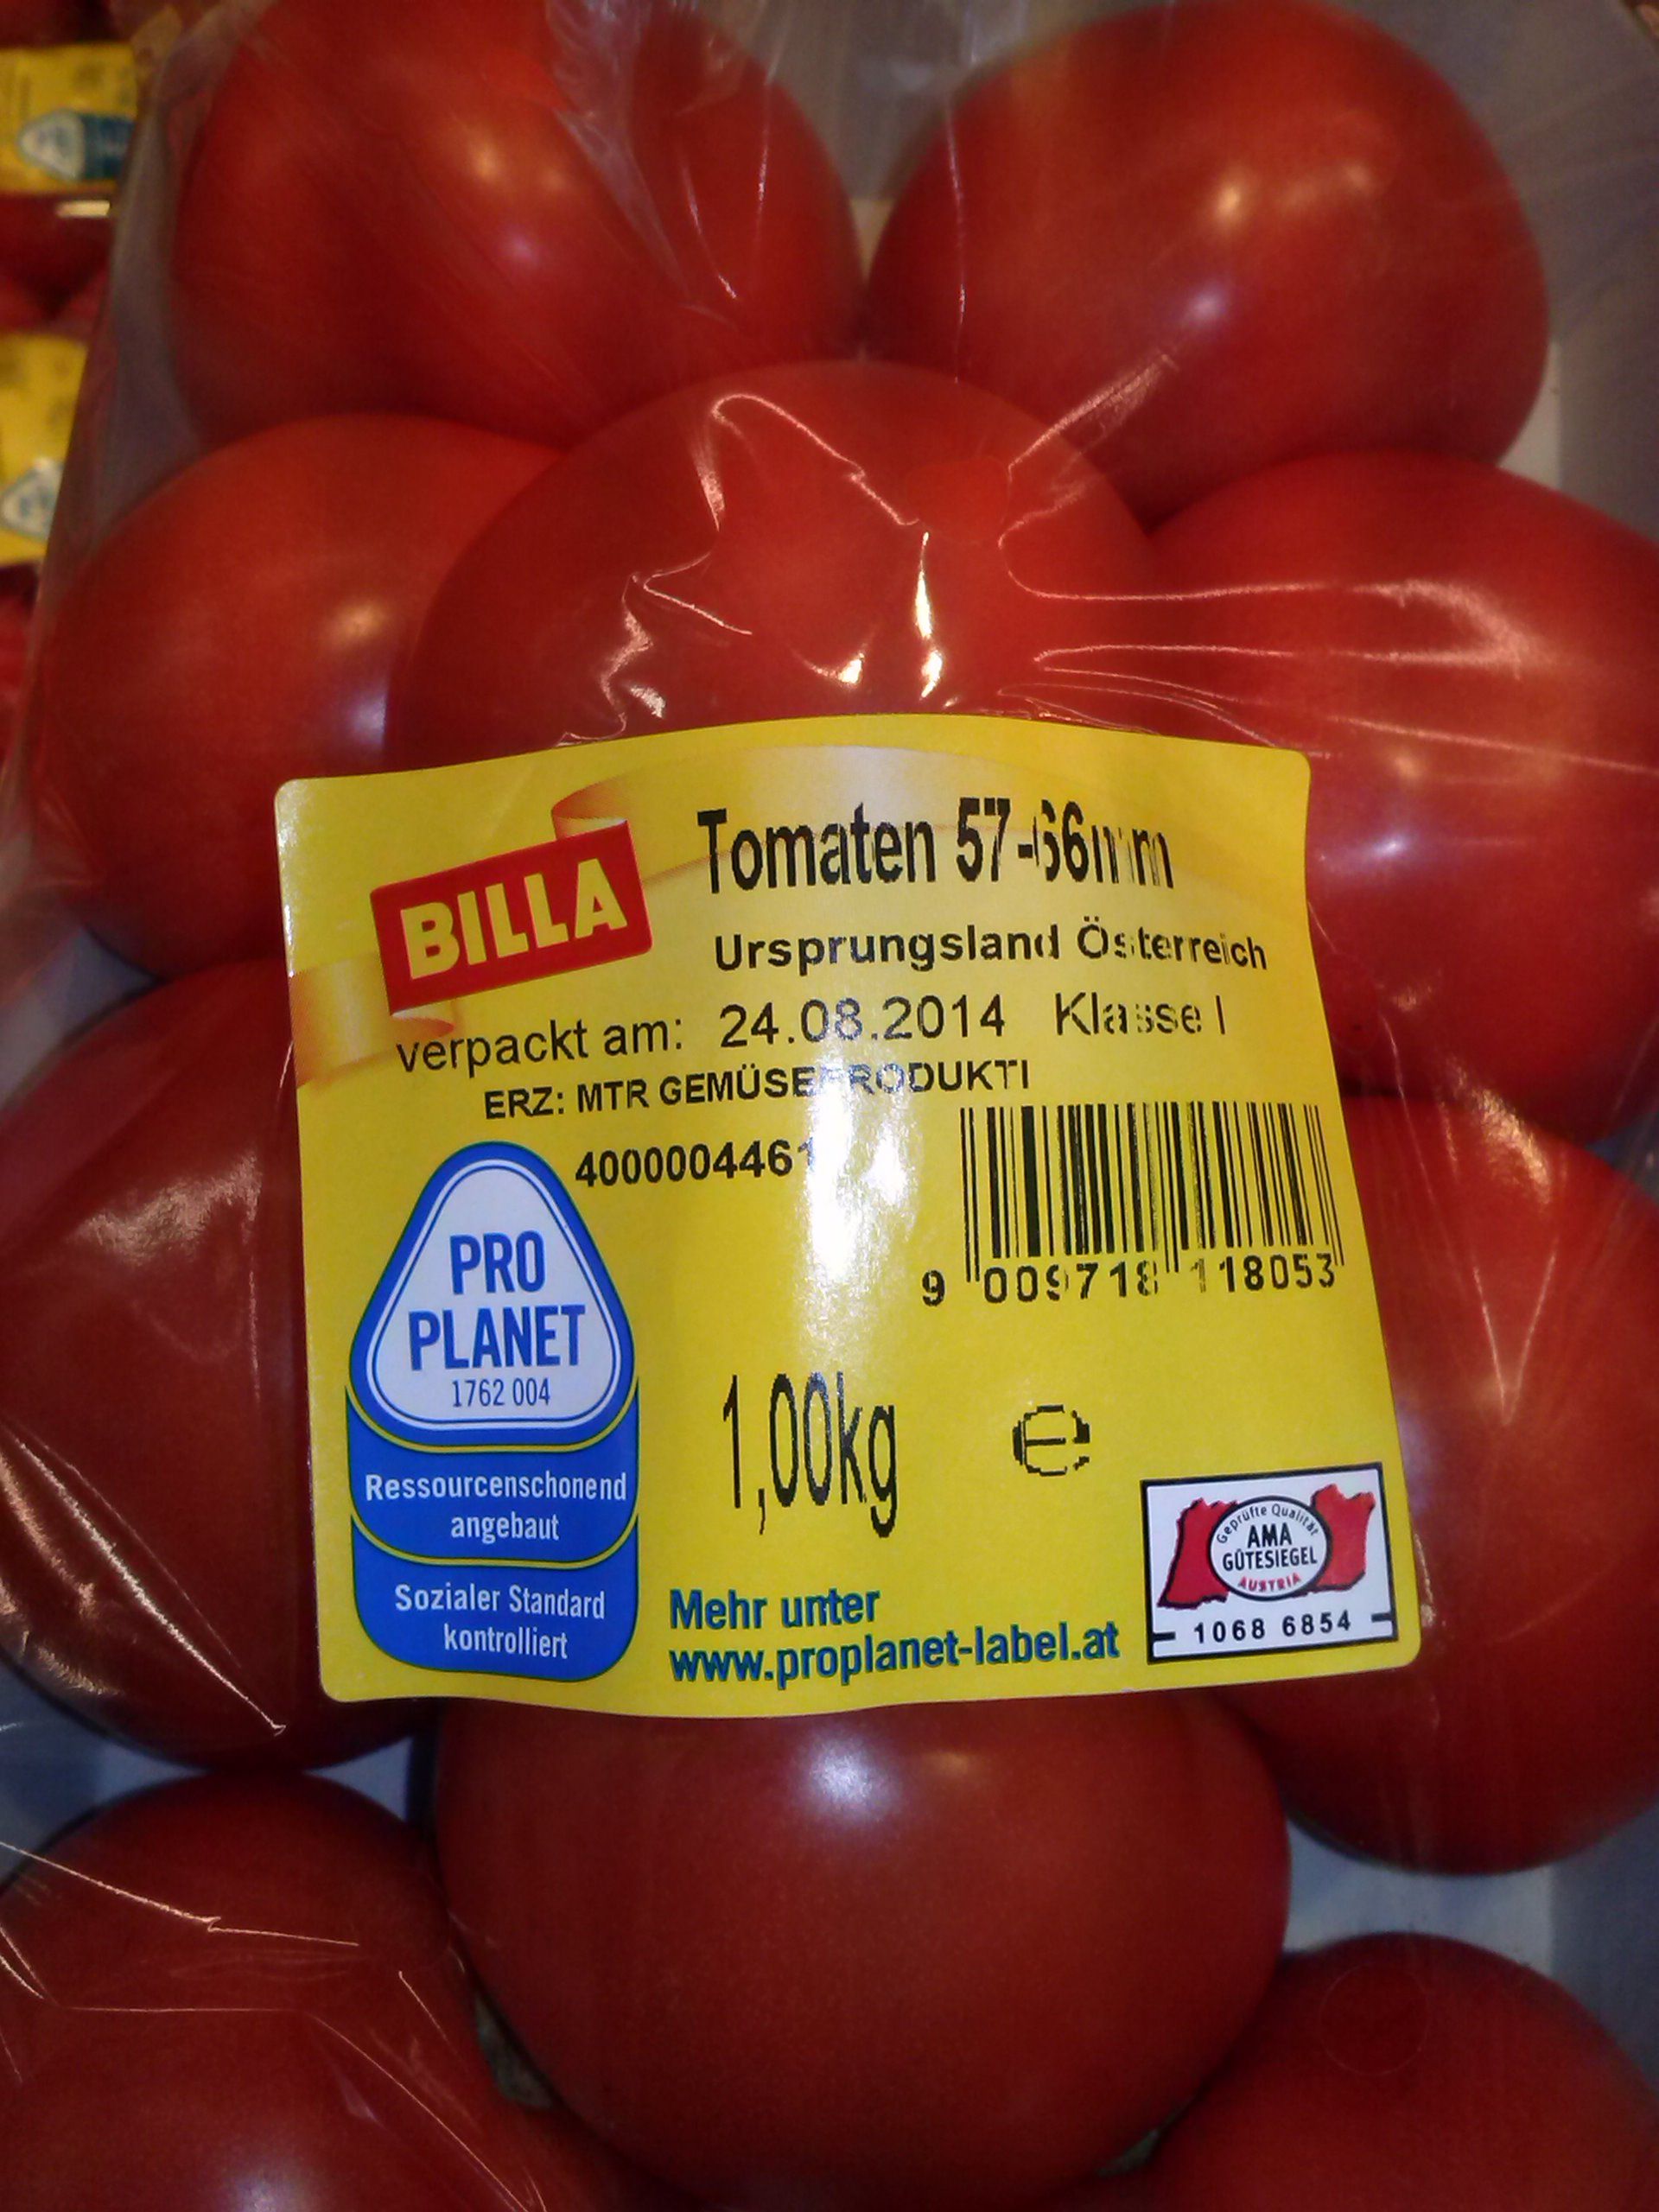 BILLA
Tomaten 57-66mm
Ursprungsland Österreich
verpackt am: 24.08.2014 Klasse I
ERZ: MTR GEMÜSEPRODUKTI
4000004461
9 009718 118053
PRO
PLANET
1762 004
Ressourcenschonend
angebaut
Sozialer Standard
kontrolliert
1,00kg e
Mehr unter
www.proplanet-label.at
Geprüfte Qualität
AMA
GÜTESIEGEL
AUSTRIA
1068 6854